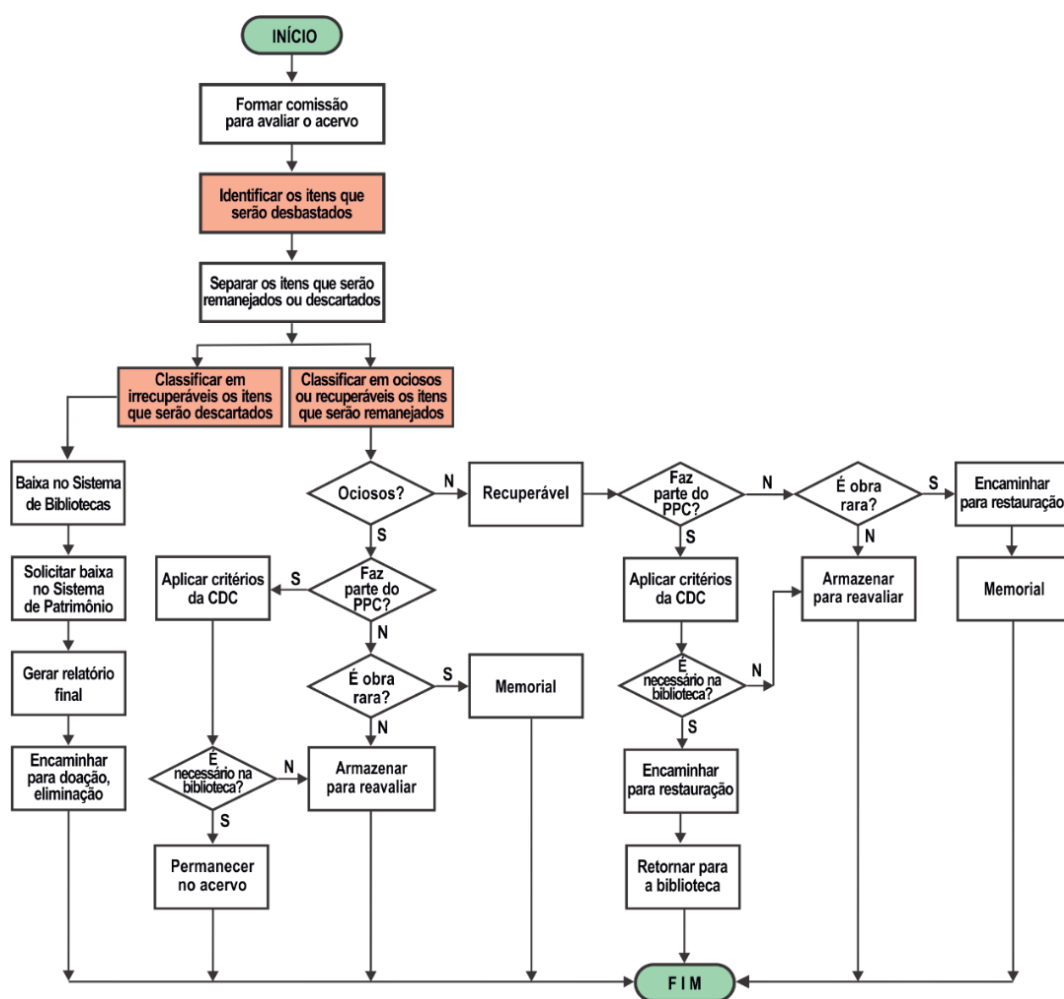 INÍCIO
Formar comissão
para avaliar o acervo
Identificar os itens que
serão desbastados
Separar os itens que serão
remanejados ou descartados
Classificar em
irrecuperáveis os itens
que serão descartados
Classificar em ociosos
ou recuperáveis os itens
que serão remanejados
Baixa no Sistema
de Bibliotecas
Solicitar baixa
no Sistema
de Patrimônio
Gerar relatório
final
Encaminhar
para doação,
eliminação
Ociosos?
N
S
Faz
parte do
PPC?
S
N
Aplicar critérios
da CDC
É
necessário na
biblioteca?
N
S
Permanecer
no acervo
É obra
rara?
S
N
Memorial
Armazenar
para reavaliar
Recuperável
Faz
parte do
PPC?
N
S
Aplicar critérios
da CDC
É
necessário na
biblioteca?
N
S
Encaminhar
para restauração
Retornar para
a biblioteca
É obra
rara?
S
N
Armazenar
para reavaliar
Encaminhar
para restauração
Memorial
F I M